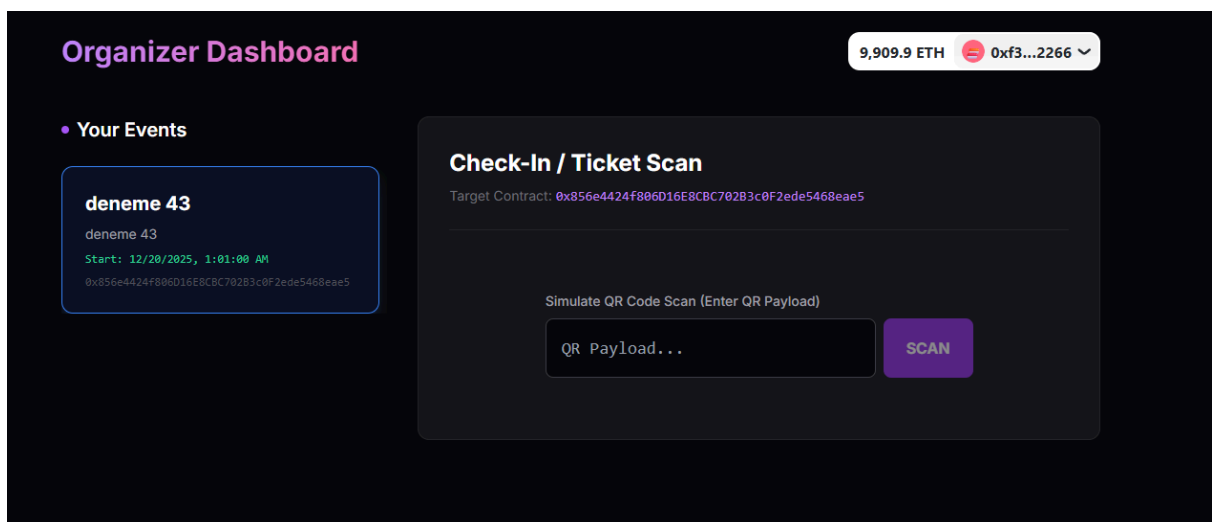 Organizer Dashboard
9,909.9 ETH 0xf3...2266
Your Events
deneme 43
deneme 43
Start: 12/20/2025, 1:01:00 AM
0x856e4424f806D16E8CBC702B3c0F2ede5468eae5
Check-In / Ticket Scan
Target Contract: 0x856e4424f806D16E8CBC702B3c0F2ede5468eae5
Simulate QR Code Scan (Enter QR Payload)
QR Payload...
SCAN